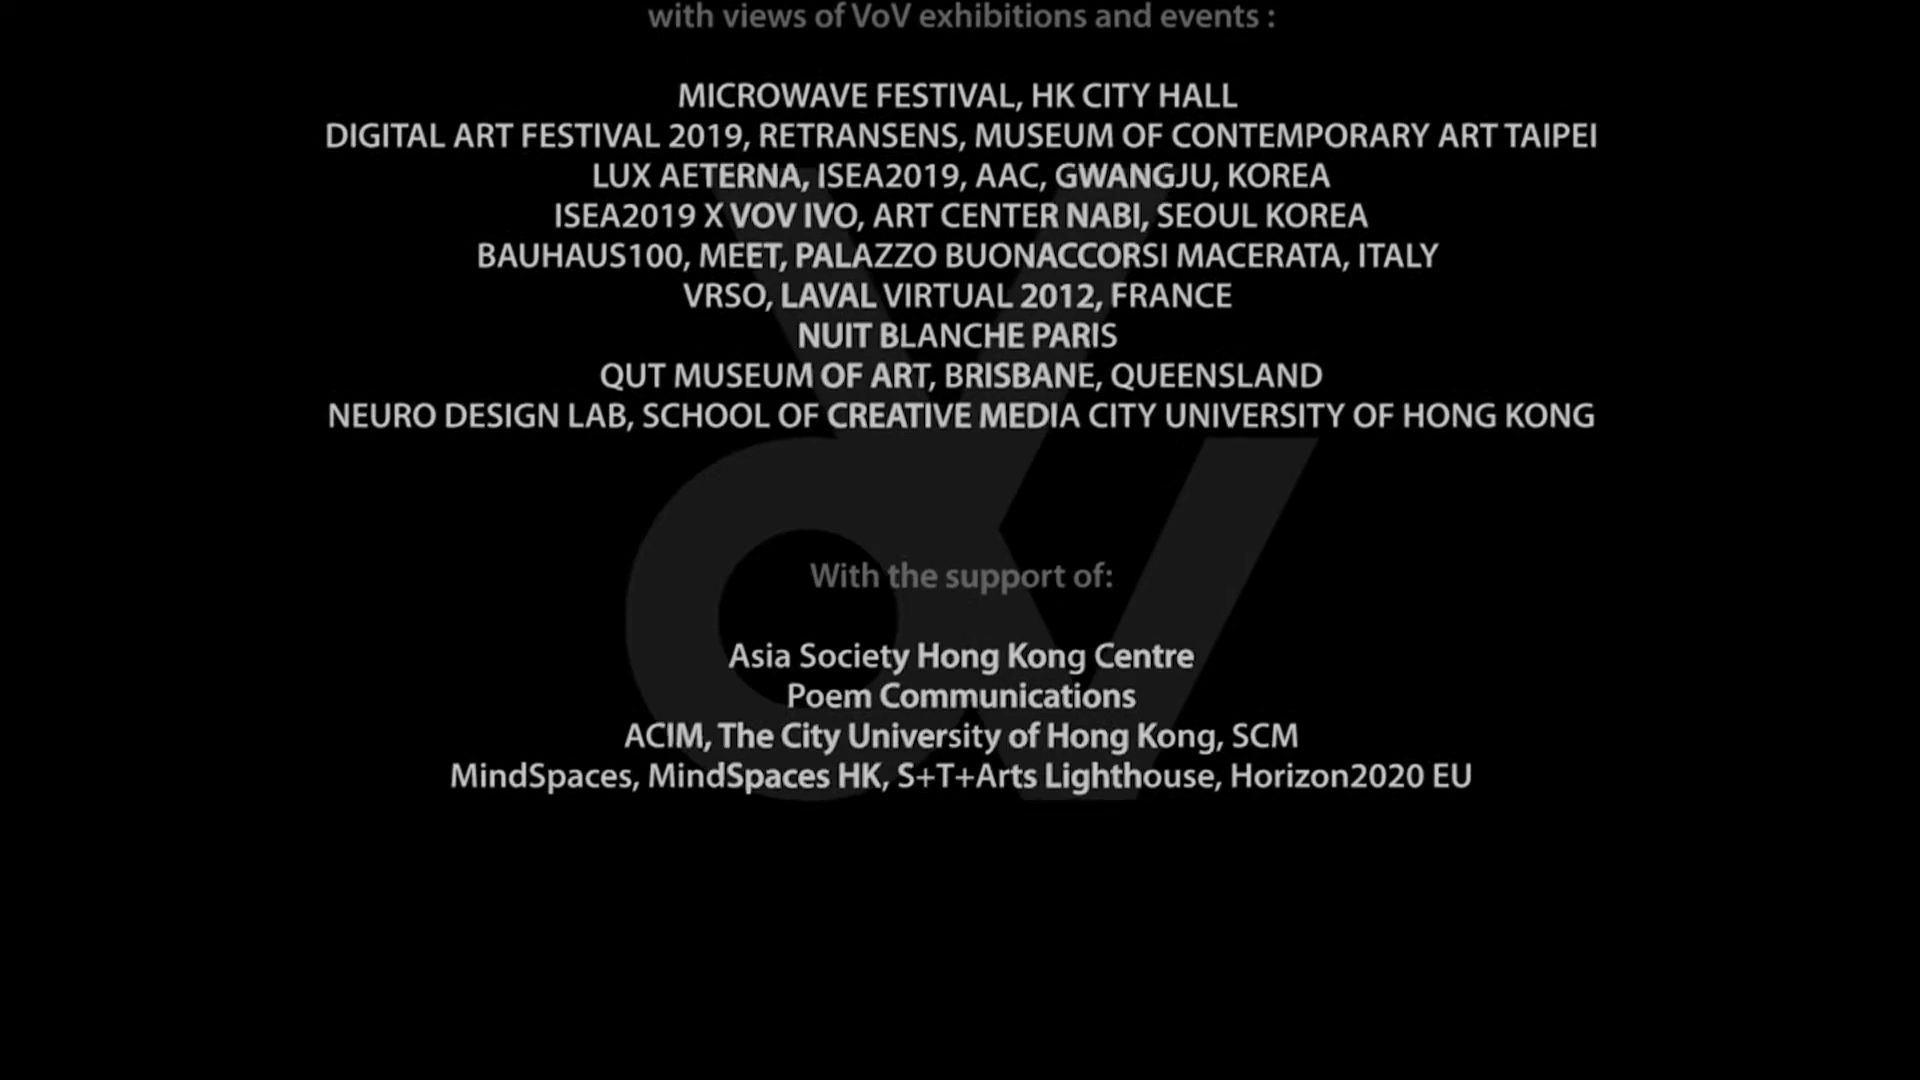 with views of VoV exhibitions and events :
MICROWAVE FESTIVAL, HK CITY HALL
DIGITAL ART FESTIVAL 2019, RETRANSENS, MUSEUM OF CONTEMPORARY ART TAIPEI
LUX AETERNA, ISEA2019, AAC, GWANGJU, KOREA
ISEA2019 X VOV IVO, ART CENTER NABI, SEOUL KOREA
BAUHAUS100, MEET, PALAZZO BUONACCORSI MACERATA, ITALY
VRSO, LAVAL VIRTUAL 2012, FRANCE
NUIT BLANCHE PARIS
QUT MUSEUM OF ART, BRISBANE, QUEENSLAND
NEURO DESIGN LAB, SCHOOL OF CREATIVE MEDIA CITY UNIVERSITY OF HONG KONG
With the support of:
Asia Society Hong Kong Centre
Poem Communications
ACIM, The City University of Hong Kong, SCM
MindSpaces, MindSpaces HK, S+T+Arts Lighthouse, Horizon2020 EU